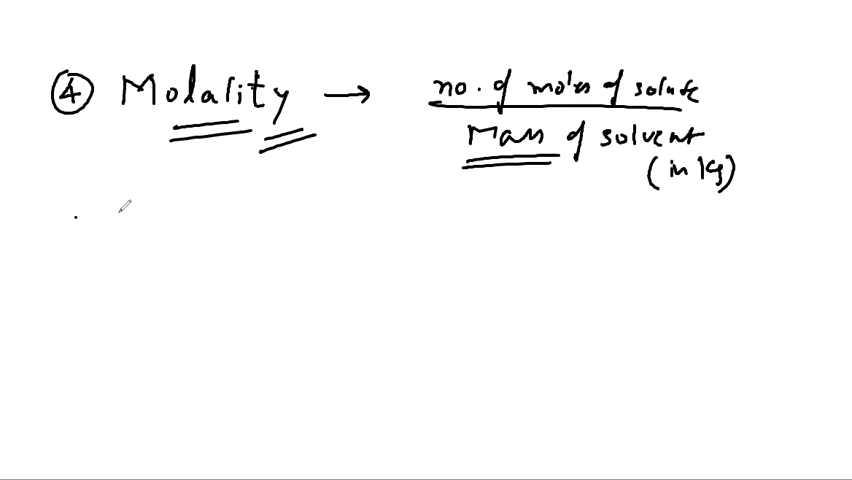 ④ Molality → no. of moles of solute
Mass of solvent
(in kg)